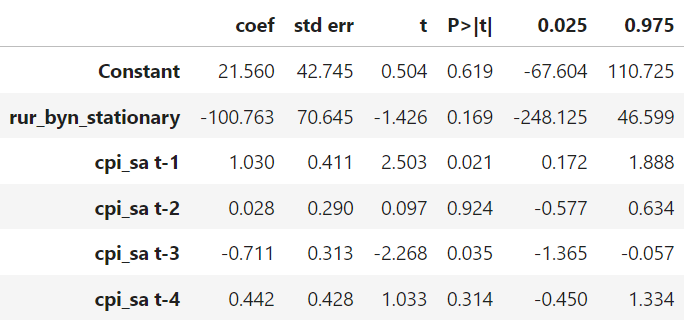 coef std err t P>|t| 0.025 0.975
Constant 21.560 42.745 0.504 0.619 -67.604 110.725
rur_byn_stationary -100.763 70.645 -1.426 0.169 -248.125 46.599
cpi_sa t-1 1.030 0.411 2.503 0.021 0.172 1.888
cpi_sa t-2 0.028 0.290 0.097 0.924 -0.577 0.634
cpi_sa t-3 -0.711 0.313 -2.268 0.035 -1.365 -0.057
cpi_sa t-4 0.442 0.428 1.033 0.314 -0.450 1.334